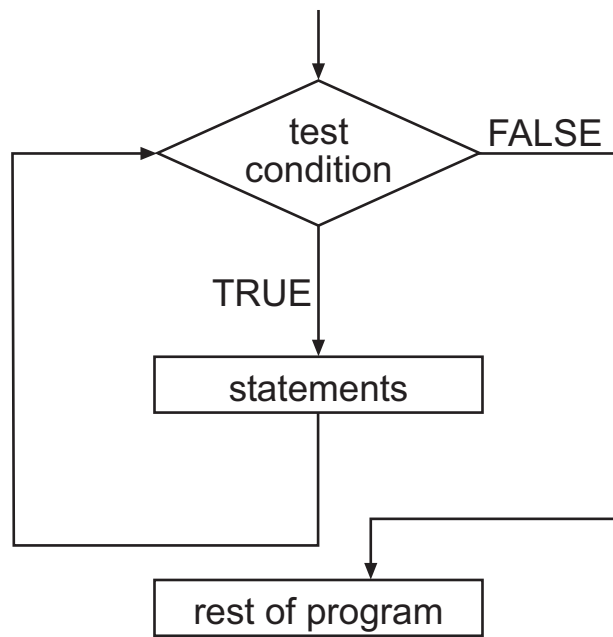 test
condition
FALSE
TRUE
statements
rest of program